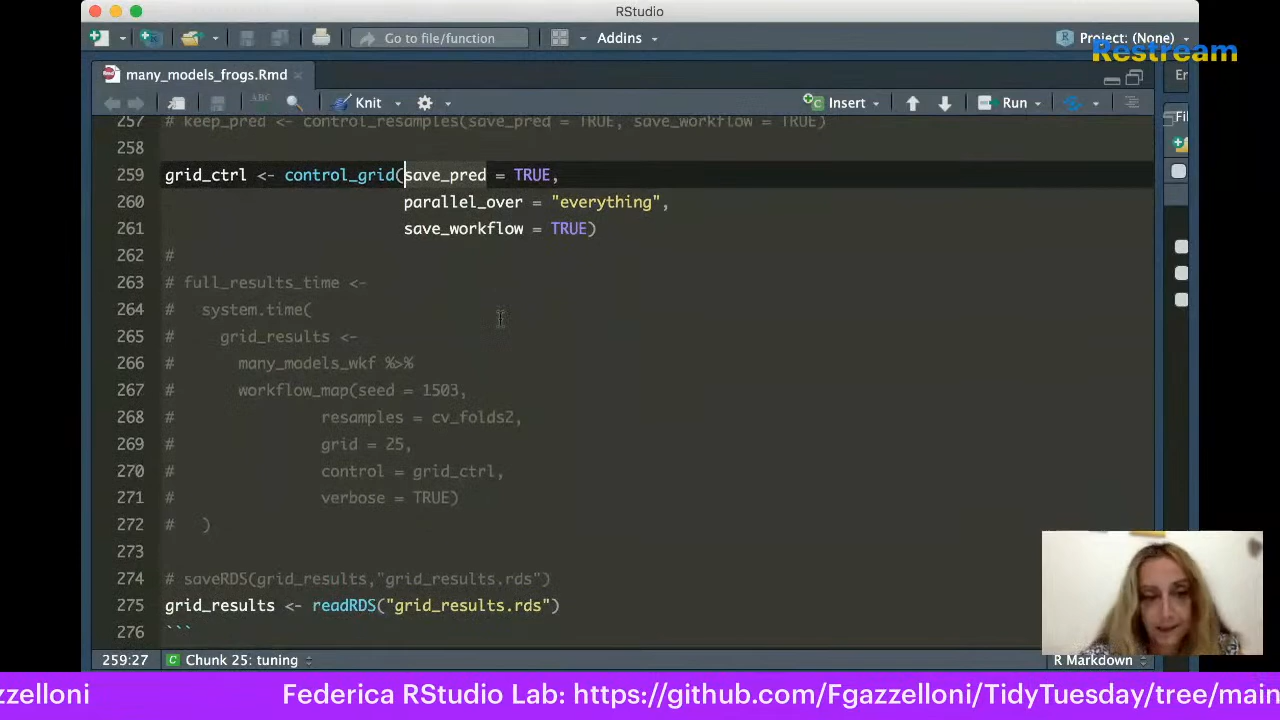 RStudio
Go to file/function
Addins
Project: (None)
Restream
many_models_frogs.Rmd
En
ABC
Knit
Insert
Run
Fil
257 # keep_pred <- control_resamples(save_pred = TRUE, save_workflow = TRUE)
258
259 grid_ctrl <- control_grid(save_pred = TRUE,
260 parallel_over = "everything",
261 save_workflow = TRUE)
262 #
263 # full_results_time <-
264 # system.time(
265 # grid_results <-
266 # many_models_wkf %>%
267 # workflow_map(seed = 1503,
268 # resamples = cv_folds2,
269 # grid = 25,
270 # control = grid_ctrl,
271 # verbose = TRUE)
272 # )
273
274 # saveRDS(grid_results,"grid_results.rds")
275 grid_results <- readRDS("grid_results.rds")
276 ```
259:27
Chunk 25: tuning
R Markdown
zzelloni
Federica RStudio Lab: https://github.com/Fgazzelloni/TidyTuesday/tree/main